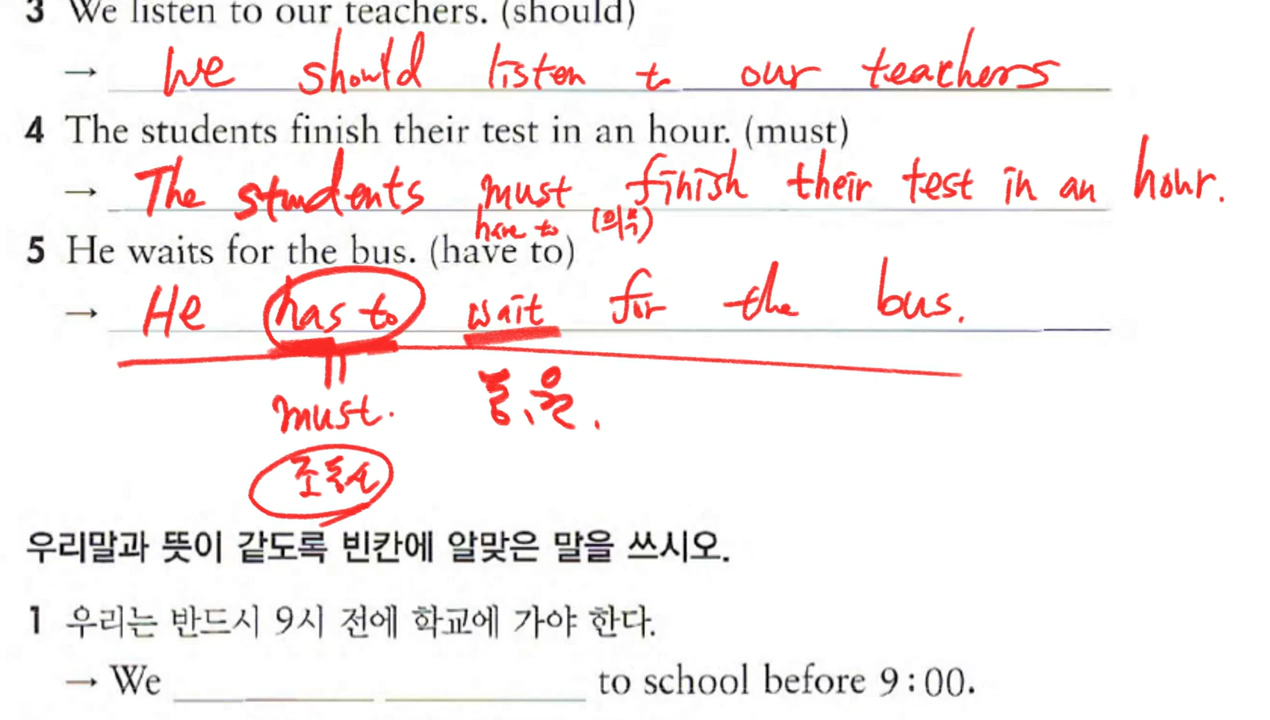 3 We listen to our teachers. (should)
→ We should listen to our teachers
4 The students finish their test in an hour. (must)
→ The students must finish their test in an hour.
have to (의무)
5 He waits for the bus. (have to)
→ He has to wait for the bus.
must. 동.원.
조동사
우리말과 뜻이 같도록 빈칸에 알맞은 말을 쓰시오.
1 우리는 반드시 9시 전에 학교에 가야 한다.
→ We to school before 9:00.